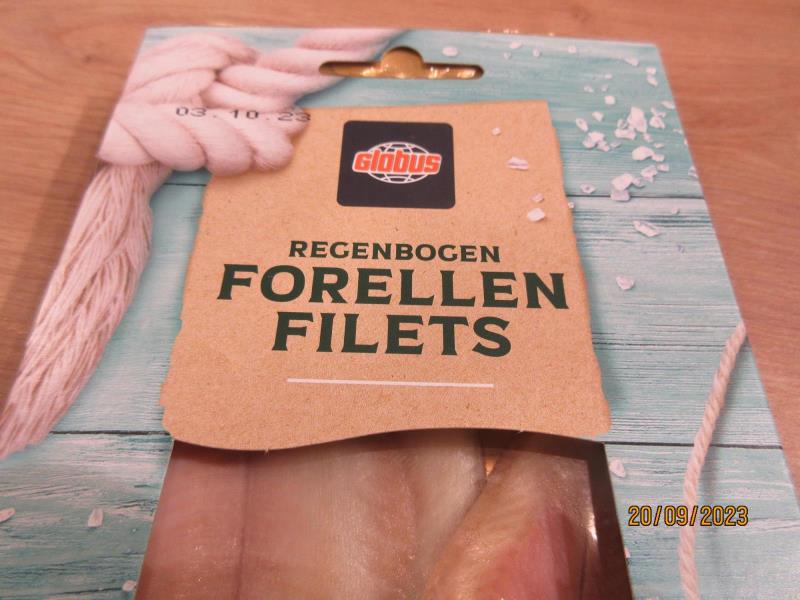 03.10.23
Globus
REGENBOGEN
FORELLEN
FILETS
20/09/2023